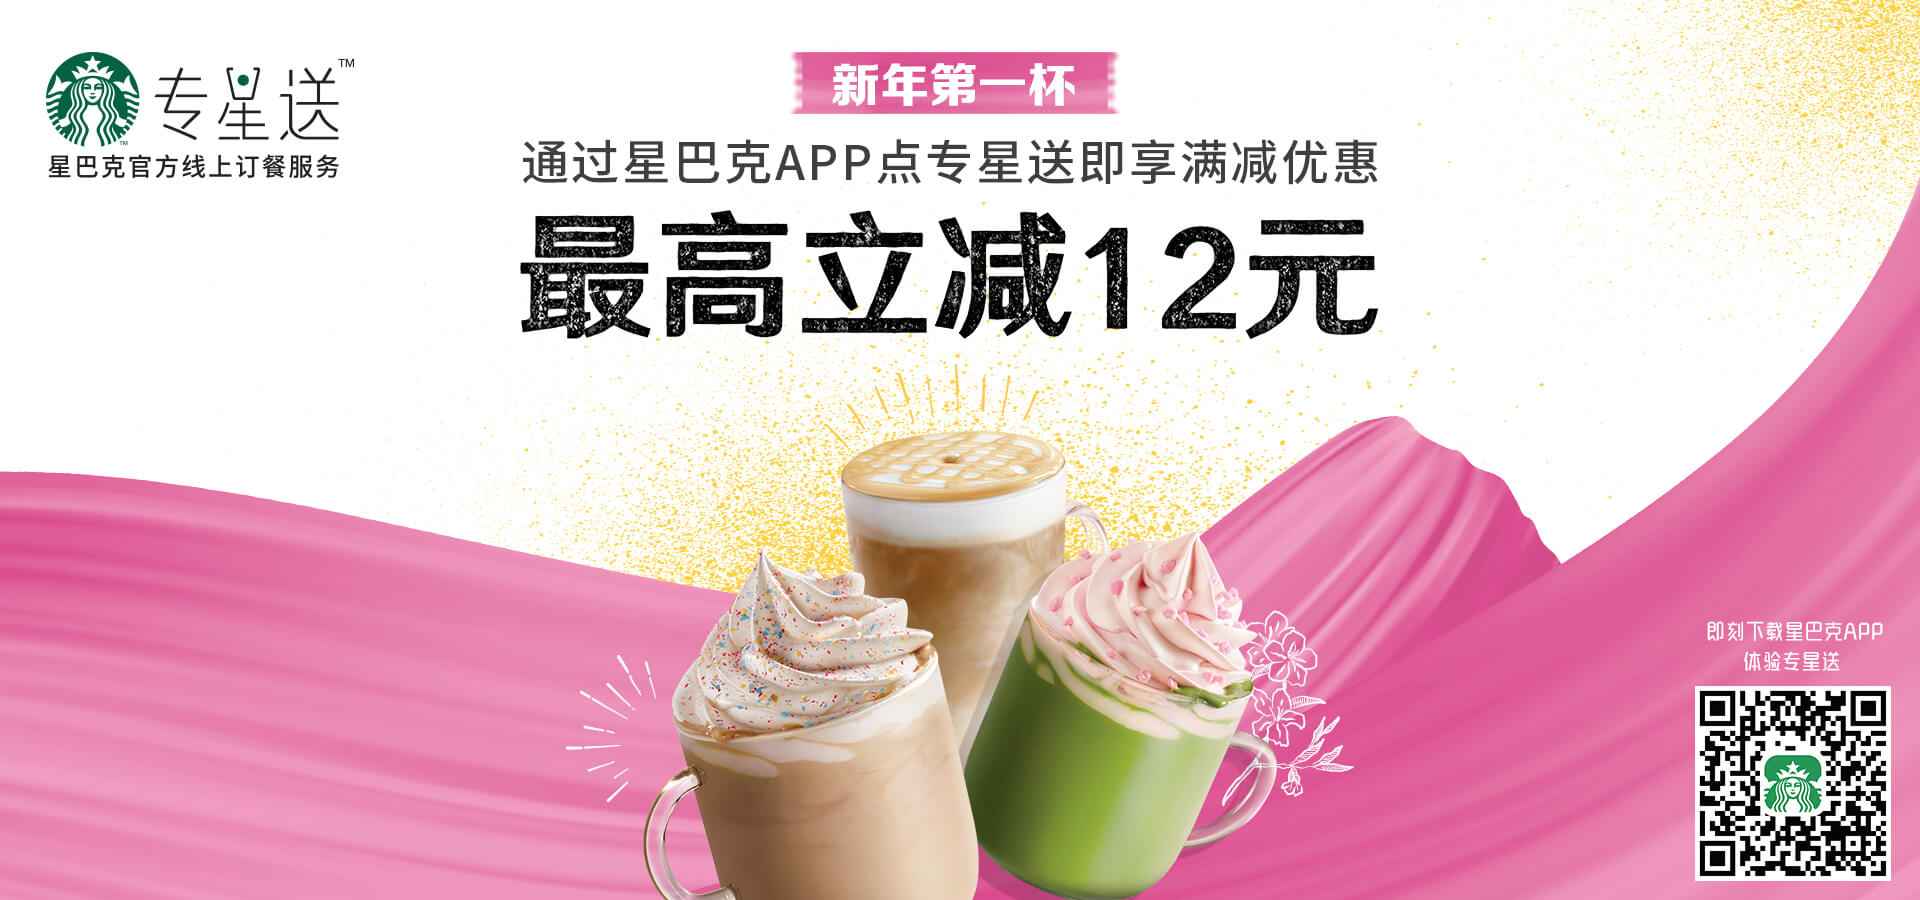 专星送™
星巴克官方线上订餐服务
新年第一杯
通过星巴克APP点专星送即享满减优惠
最高立减12元
即刻下载星巴克APP
体验专星送